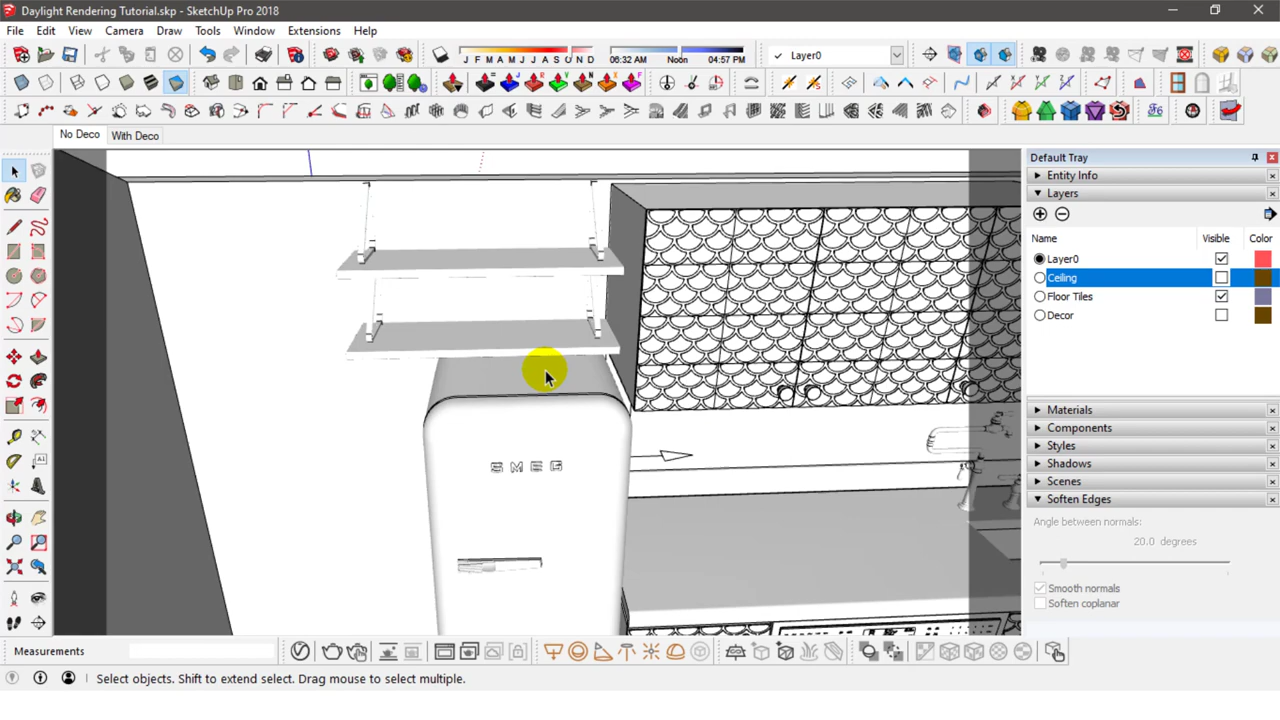 Daylight Rendering Tutorial.skp - SketchUp Pro 2018
File Edit View Camera Draw Tools Window Extensions Help
J F M A M J J A S O N D 06:32 AM Noon 04:57 PM Layer0
No Deco With Deco
Default Tray
Entity Info
Layers
Name Visible Color
Layer0
Ceiling
Floor Tiles
Decor
Materials
Components
Styles
Shadows
Scenes
Soften Edges
Angle between normals:
20.0 degrees
Smooth normals
Soften coplanar
SMEG
Measurements
Select objects. Shift to extend select. Drag mouse to select multiple.